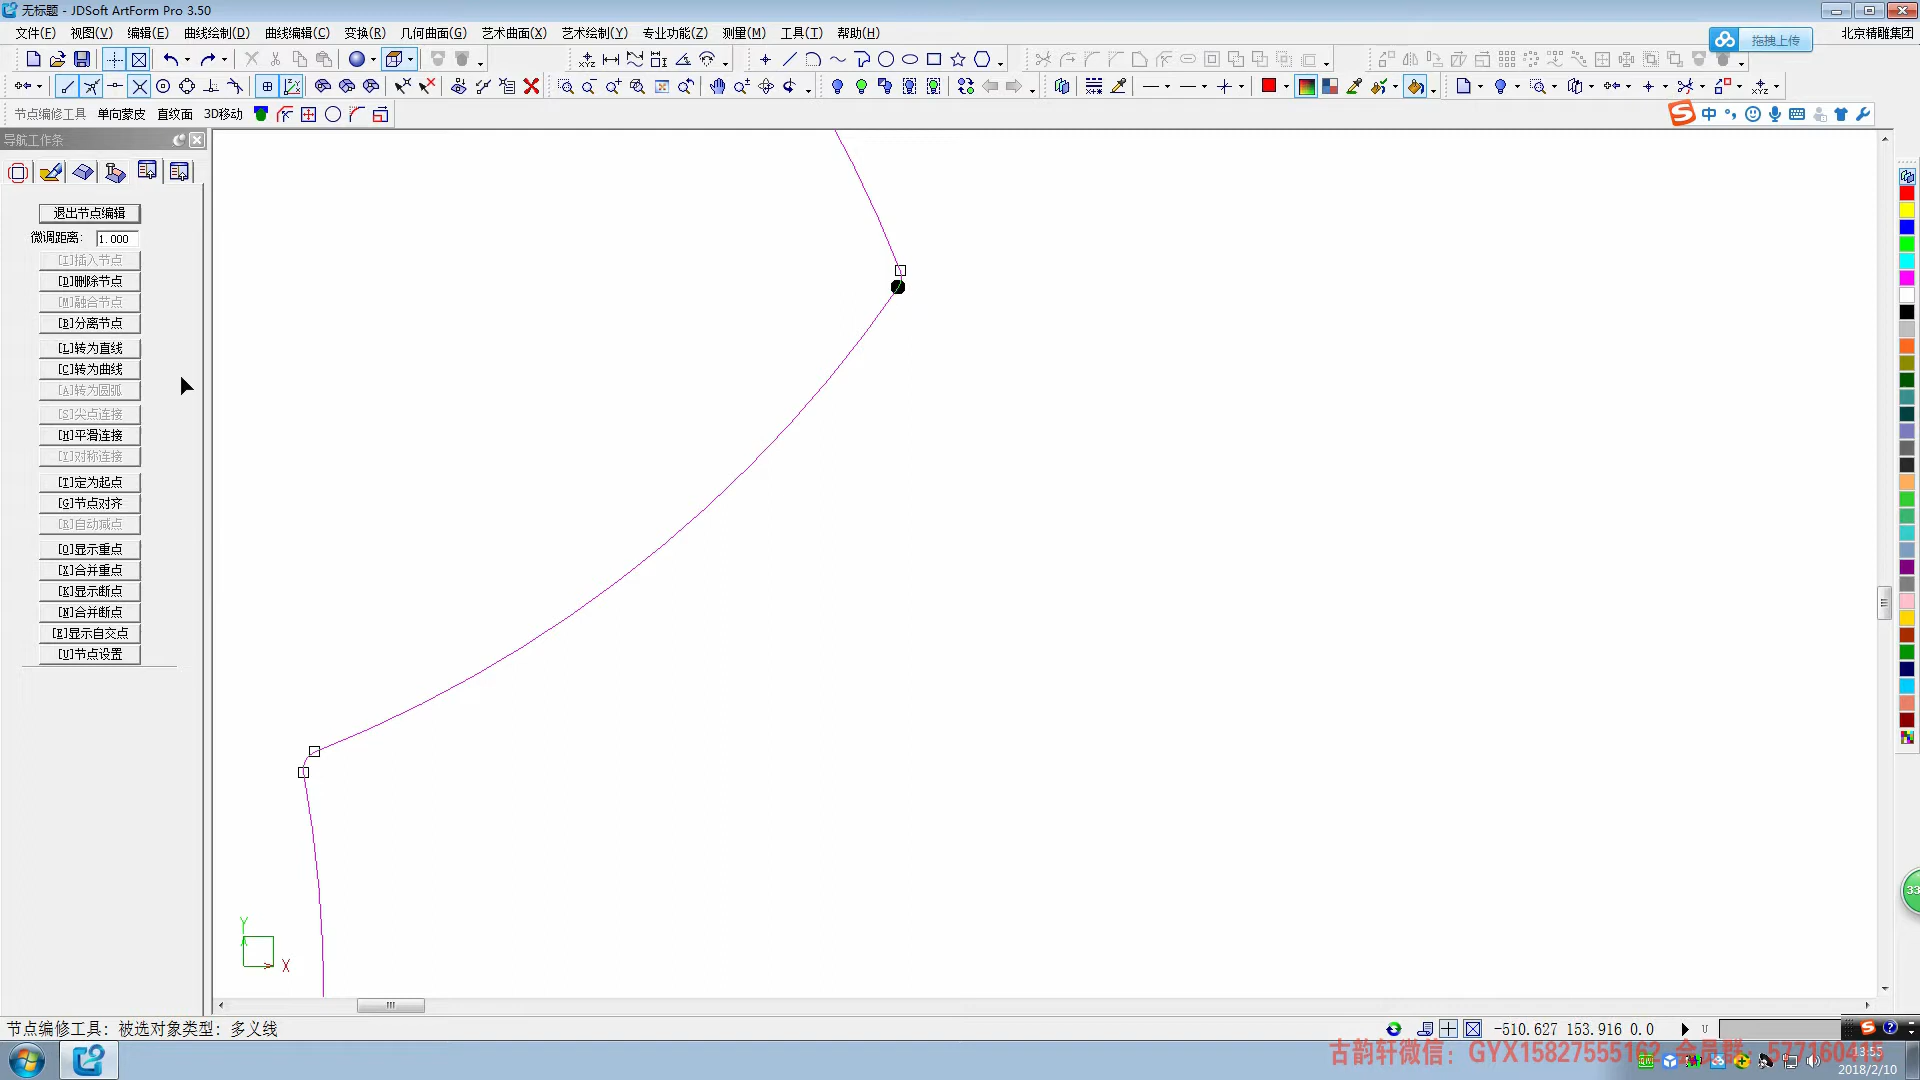 无标题 - JDSoft ArtForm Pro 3.50
文件(F) 视图(V) 编辑(E) 曲线绘制(D) 曲线编辑(C) 变换(R) 几何曲面(G) 艺术曲面(X) 艺术绘制(Y) 专业功能(Z) 测量(M) 工具(T) 帮助(H)
拖拽上传
北京精雕集团
节点编修工具 单向蒙皮 直纹面 3D移动
中
导航工作条
退出节点编辑
微调距离: 1.000
[I]插入节点
[D]删除节点
[M]融合节点
[B]分离节点
[L]转为直线
[C]转为曲线
[A]转为圆弧
[S]尖点连接
[H]平滑连接
[Y]对称连接
[T]定为起点
[G]节点对齐
[R]自动减点
[O]显示重点
[X]合并重点
[K]显示断点
[N]合并断点
[E]显示自交点
[U]节点设置
33
Y
X
节点编修工具: 被选对象类型: 多义线
-510.627 153.916 0.0
U
古韵轩微信: GYX15827555162 会员群: 577160415
13:55
2018/2/10